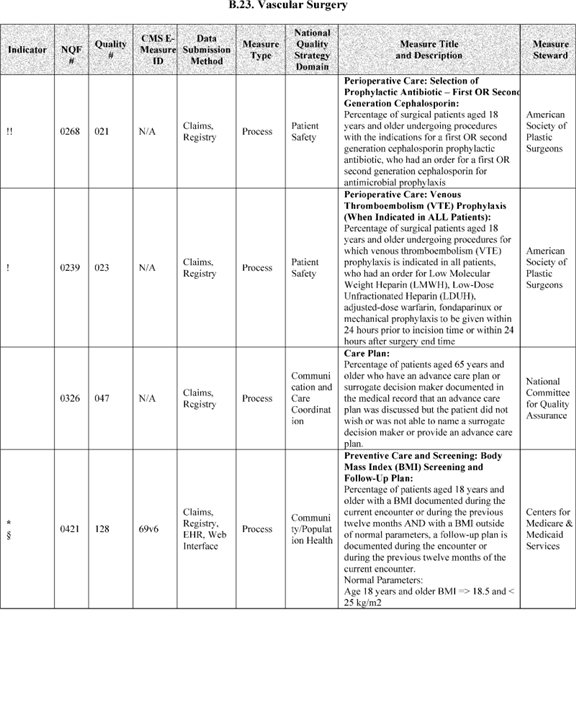 B.23. Vascular Surgery
Indicator
NQF
#
Quality
#
CMS E-
Measure
ID
Data
Submission
Method
Measure
Type
National
Quality
Strategy
Domain
Measure Title
and Description
Measure
Steward
!!
0268
021
N/A
Claims,
Registry
Process
Patient
Safety
Perioperative Care: Selection of
Prophylactic Antibiotic – First OR Second
Generation Cephalosporin:
Percentage of surgical patients aged 18
years and older undergoing procedures
with the indications for a first OR second
generation cephalosporin prophylactic
antibiotic, who had an order for a first OR
second generation cephalosporin for
antimicrobial prophylaxis
American
Society of
Plastic
Surgeons
!
0239
023
N/A
Claims,
Registry
Process
Patient
Safety
Perioperative Care: Venous
Thromboembolism (VTE) Prophylaxis
(When Indicated in ALL Patients):
Percentage of surgical patients aged 18
years and older undergoing procedures for
which venous thromboembolism (VTE)
prophylaxis is indicated in all patients,
who had an order for Low Molecular
Weight Heparin (LMWH), Low-Dose
Unfractionated Heparin (LDUH),
adjusted-dose warfarin, fondaparinux or
mechanical prophylaxis to be given within
24 hours prior to incision time or within 24
hours after surgery end time
American
Society of
Plastic
Surgeons
0326
047
N/A
Claims,
Registry
Process
Communi
cation and
Care
Coordinat
ion
Care Plan:
Percentage of patients aged 65 years and
older who have an advance care plan or
surrogate decision maker documented in
the medical record that an advance care
plan was discussed but the patient did not
wish or was not able to name a surrogate
decision maker or provide an advance care
plan.
National
Committee
for Quality
Assurance
*
§
0421
128
69v6
Claims,
Registry,
EHR, Web
Interface
Process
Communi
ty/Populat
ion Health
Preventive Care and Screening: Body
Mass Index (BMI) Screening and
Follow-Up Plan:
Percentage of patients aged 18 years and
older with a BMI documented during the
current encounter or during the previous
twelve months AND with a BMI outside
of normal parameters, a follow-up plan is
documented during the encounter or
during the previous twelve months of the
current encounter.
Normal Parameters:
Age 18 years and older BMI => 18.5 and <
25 kg/m2
Centers for
Medicare &
Medicaid
Services